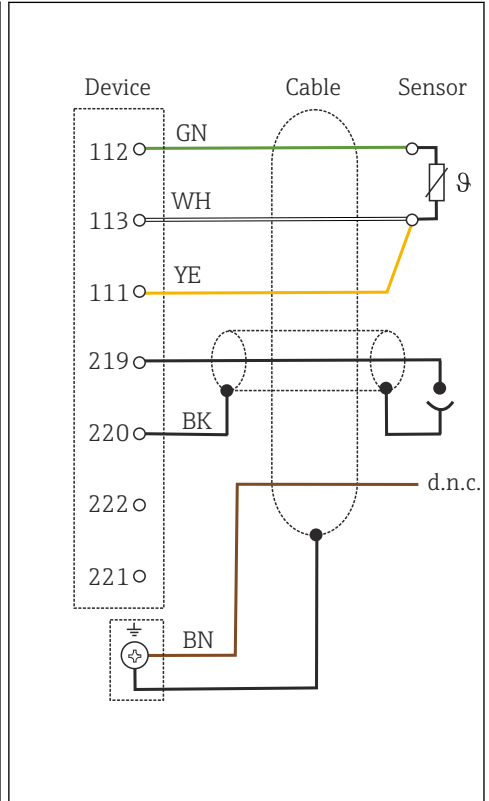 Device Cable Sensor
GN
112
ϑ
WH
113
YE
111
219
BK
220
d.n.c.
222
221
BN